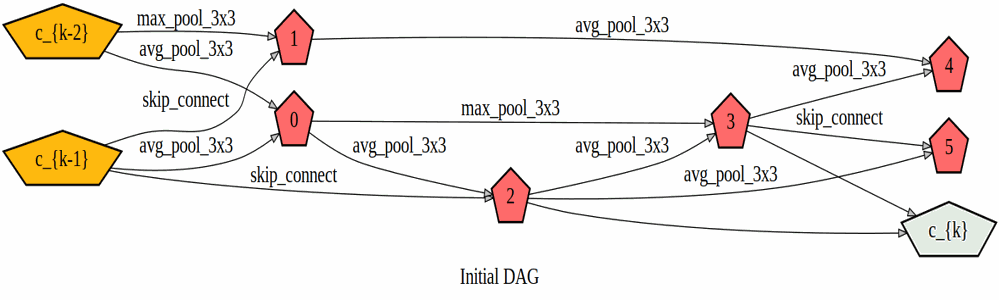 c_{k-2}
max_pool_3x3
avg_pool_3x3
skip_connect
c_{k-1}
avg_pool_3x3
skip_connect
1
0
avg_pool_3x3
max_pool_3x3
avg_pool_3x3
2
avg_pool_3x3
avg_pool_3x3
3
avg_pool_3x3
skip_connect
4
5
c_{k}
Initial DAG